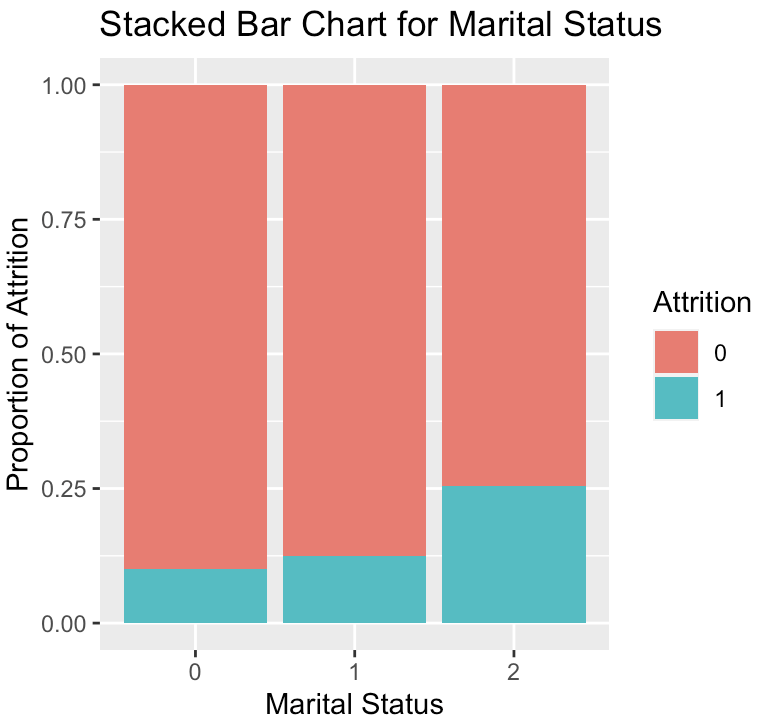 Stacked Bar Chart for Marital Status
1.00
0.75
0.50
0.25
0.00
Proportion of Attrition
0
1
2
Marital Status
Attrition
0
1